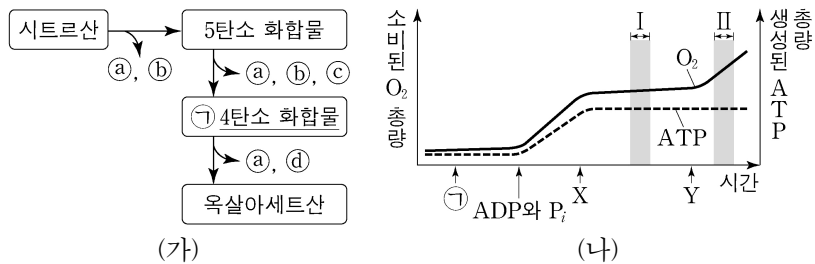 시트르산
5탄소 화합물
ⓐ, ⓑ
ⓐ, ⓑ, ⓒ
㉠ 4탄소 화합물
ⓐ, ⓓ
옥살아세트산
(가)
소비된 O₂ 총량
Ⅰ
Ⅱ
O₂
ATP
생성된 ATP 총량
시간
㉠
ADP와 Pᵢ
X
Y
(나)